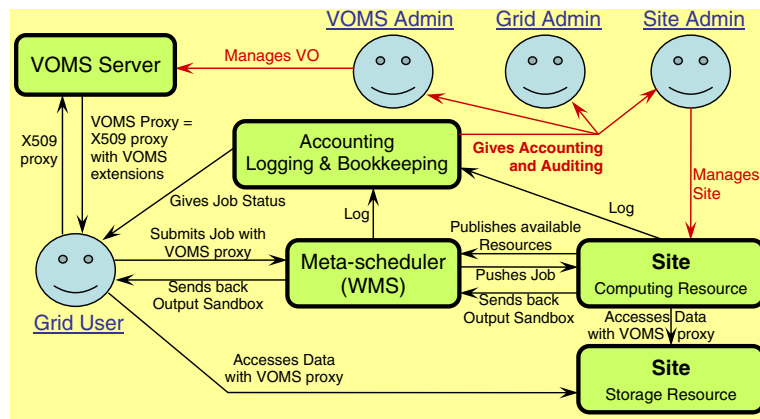 VOMS Admin
Grid Admin
Site Admin
VOMS Server
Manages VO
X509
proxy
VOMS Proxy =
X509 proxy
with VOMS
extensions
Accounting
Logging & Bookkeeping
Gives Accounting
and Auditing
Manages
Site
Gives Job Status
Log
Log
Submits Job with
VOMS proxy
Publishes available
Resources
Meta-scheduler
(WMS)
Pushes Job
Site
Computing Resource
Sends back
Output Sandbox
Sends back
Output Sandbox
Grid User
Accesses Data
with VOMS proxy
Accesses Data
with VOMS proxy
Site
Storage Resource